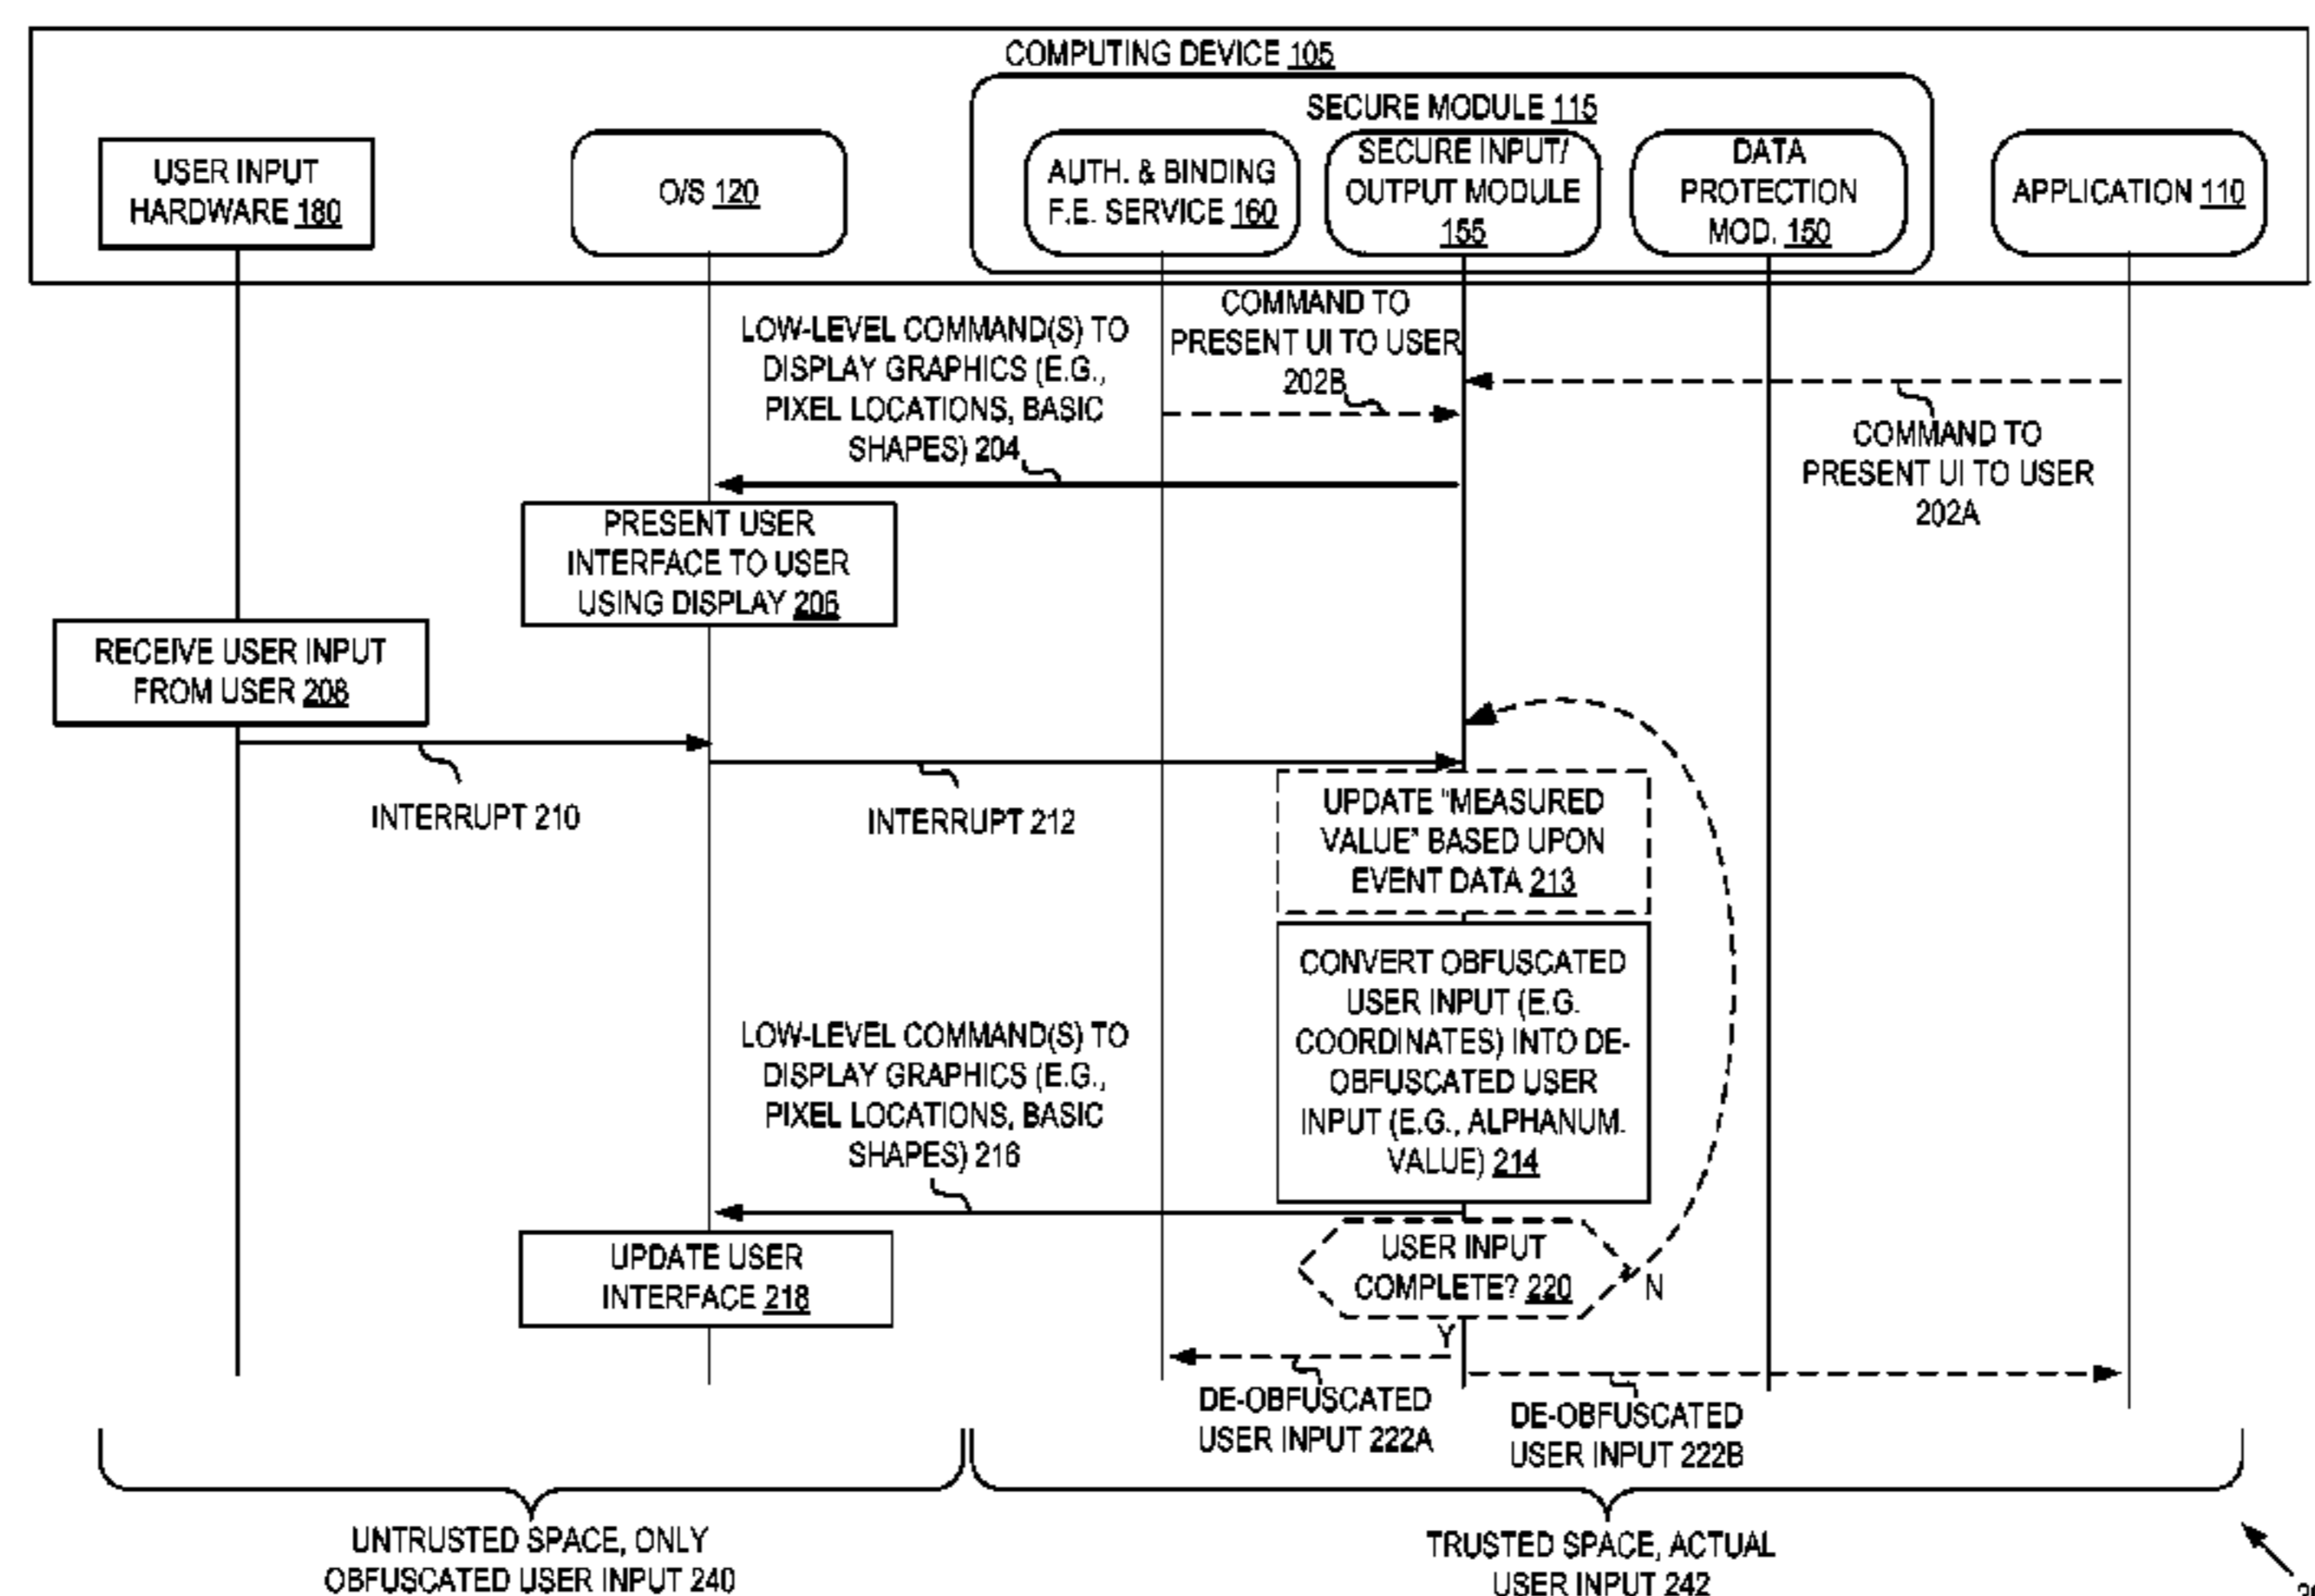 COMPUTING DEVICE 105
SECURE MODULE 115
USER INPUT
HARDWARE 180
O/S 120
AUTH. & BINDING
F.E. SERVICE 160
SECURE INPUT/
OUTPUT MODULE
155
DATA
PROTECTION
MOD. 150
APPLICATION 110
COMMAND TO
PRESENT UI TO USER
202B
LOW-LEVEL COMMAND(S) TO
DISPLAY GRAPHICS (E.G.,
PIXEL LOCATIONS, BASIC
SHAPES) 204
COMMAND TO
PRESENT UI TO USER
202A
PRESENT USER
INTERFACE TO USER
USING DISPLAY 206
RECEIVE USER INPUT
FROM USER 208
INTERRUPT 210
INTERRUPT 212
UPDATE "MEASURED
VALUE" BASED UPON
EVENT DATA 213
CONVERT OBFUSCATED
USER INPUT (E.G.
COORDINATES) INTO DE-
OBFUSCATED USER
INPUT (E.G., ALPHANUM.
VALUE) 214
LOW-LEVEL COMMAND(S) TO
DISPLAY GRAPHICS (E.G.,
PIXEL LOCATIONS, BASIC
SHAPES) 216
UPDATE USER
INTERFACE 218
USER INPUT
COMPLETE? 220
N
Y
DE-OBFUSCATED
USER INPUT 222A
DE-OBFUSCATED
USER INPUT 222B
UNTRUSTED SPACE, ONLY
OBFUSCATED USER INPUT 240
TRUSTED SPACE, ACTUAL
USER INPUT 242